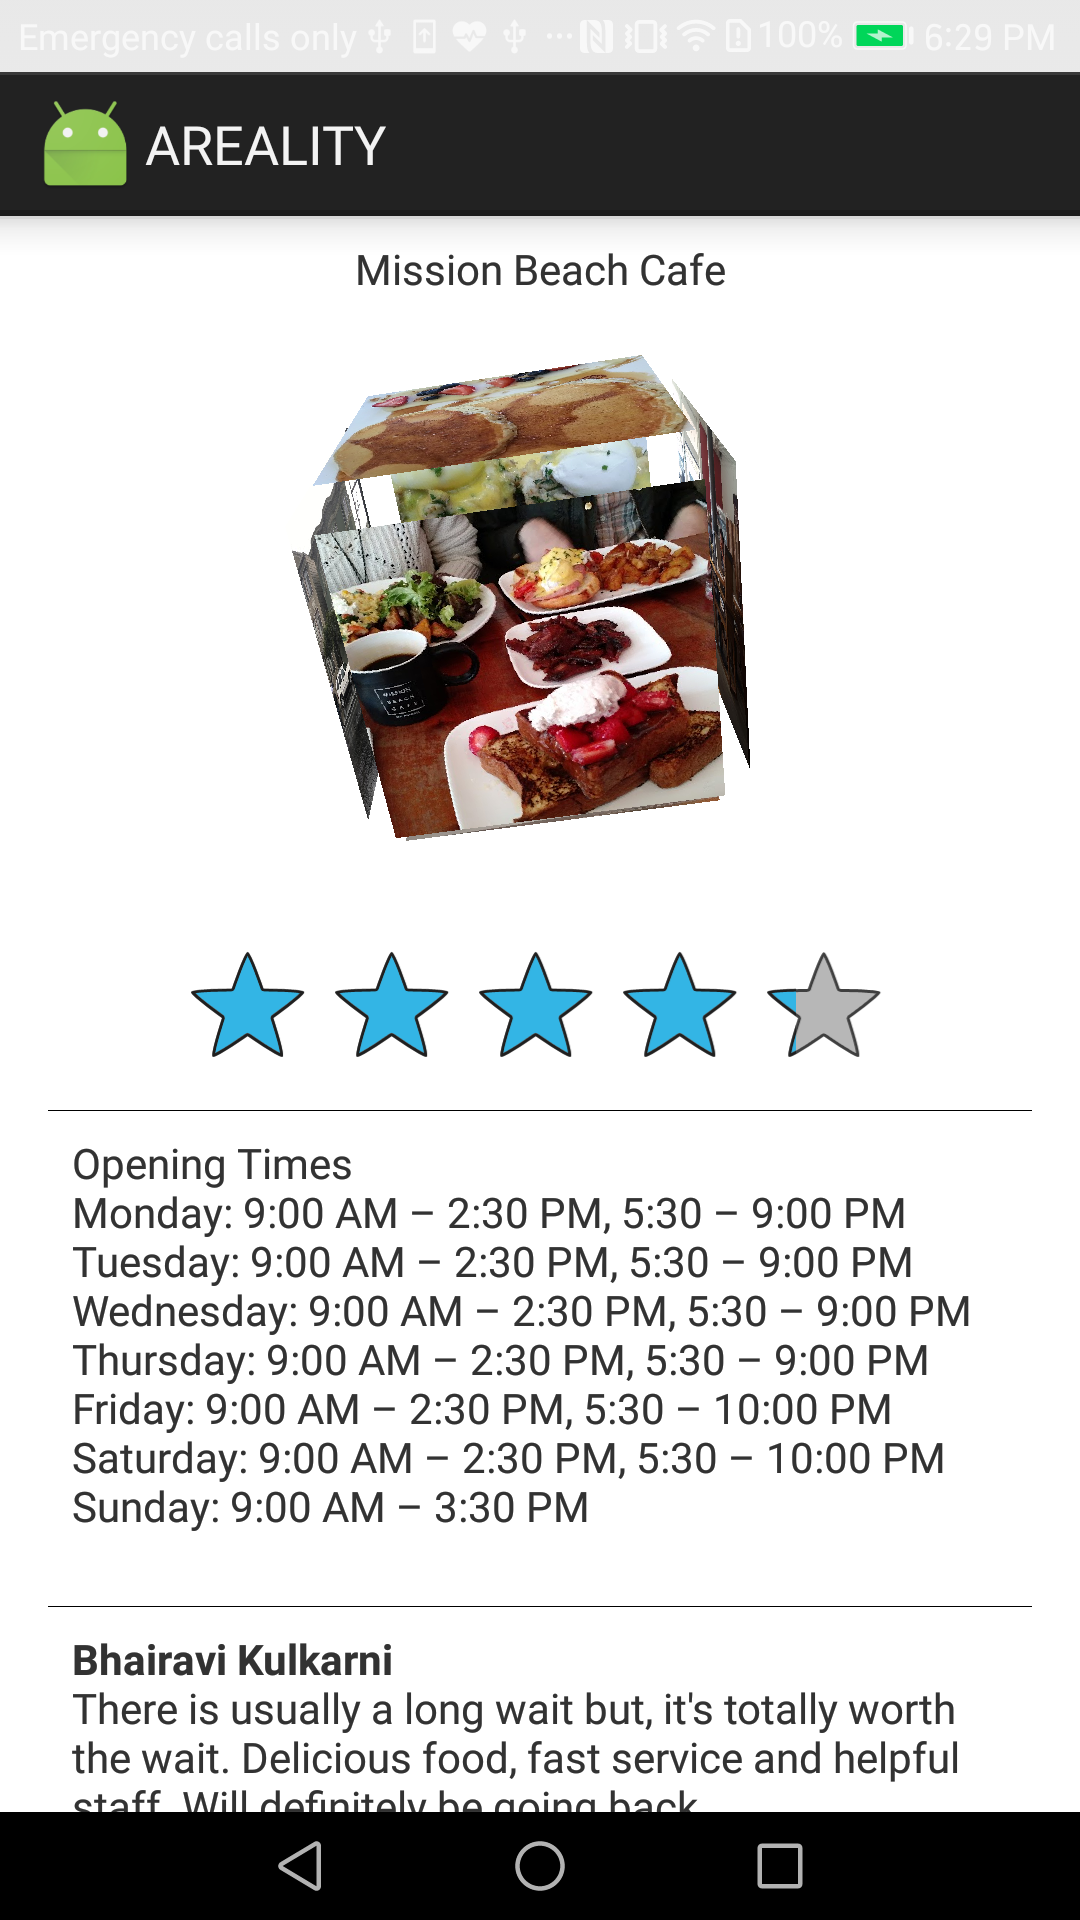 Emergency calls only 100% 6:29 PM
AREALITY
Mission Beach Cafe
MISSION
BEACH
CAFE
Opening Times
Monday: 9:00 AM – 2:30 PM, 5:30 – 9:00 PM
Tuesday: 9:00 AM – 2:30 PM, 5:30 – 9:00 PM
Wednesday: 9:00 AM – 2:30 PM, 5:30 – 9:00 PM
Thursday: 9:00 AM – 2:30 PM, 5:30 – 9:00 PM
Friday: 9:00 AM – 2:30 PM, 5:30 – 10:00 PM
Saturday: 9:00 AM – 2:30 PM, 5:30 – 10:00 PM
Sunday: 9:00 AM – 3:30 PM
Bhairavi Kulkarni
There is usually a long wait but, it's totally worth
the wait. Delicious food, fast service and helpful
staff. Will definitely be going back